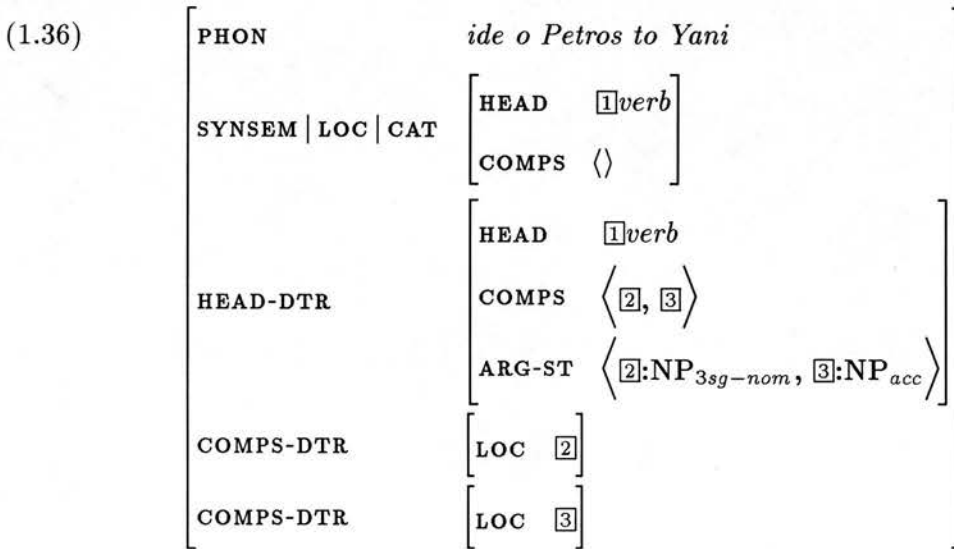 (1.36)
PHON ide o Petros to Yani
SYNSEM | LOC | CAT
HEAD 1 verb
COMPS ⟨⟩
HEAD-DTR
HEAD 1 verb
COMPS ⟨2, 3⟩
ARG-ST ⟨2:NP3sg−nom, 3:NPacc⟩
COMPS-DTR LOC 2
COMPS-DTR LOC 3